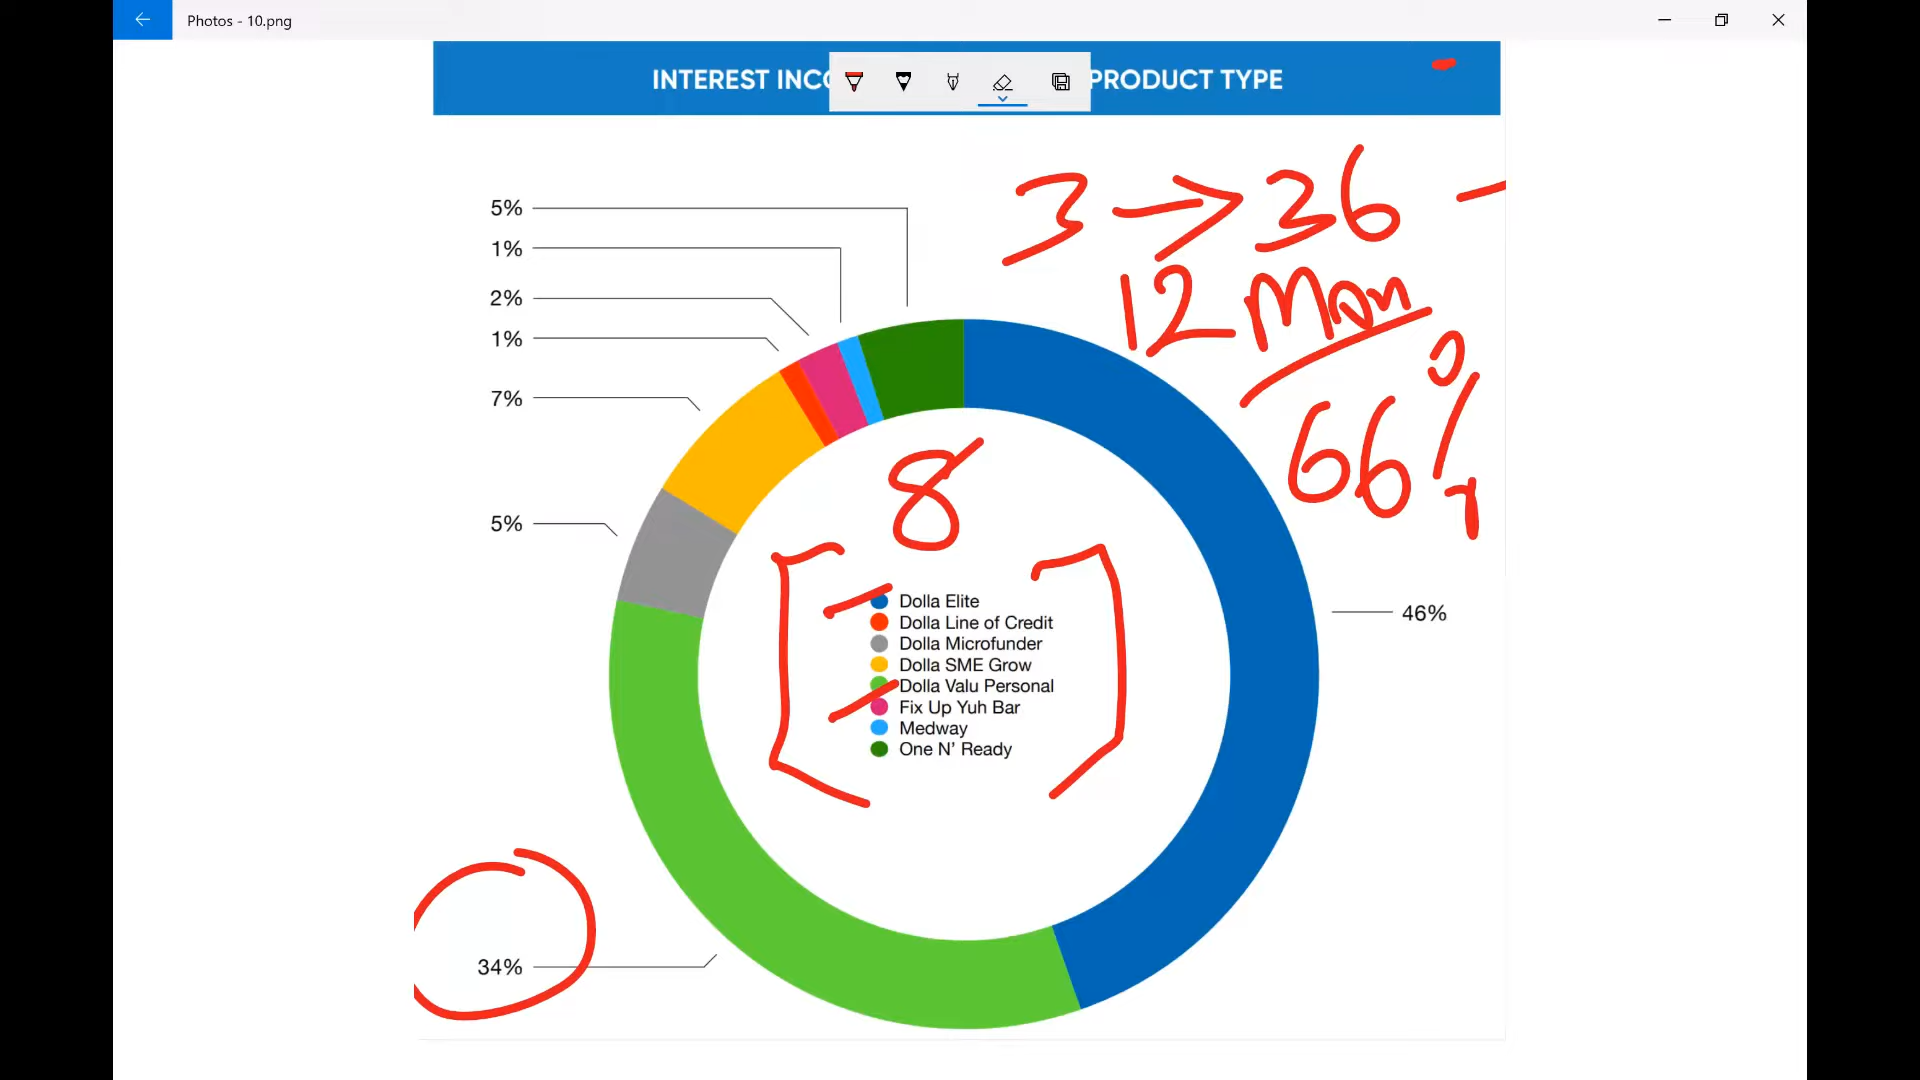 Photos - 10.png
INTEREST INCO PRODUCT TYPE
3 → 36
12 Mon
66%
5%
1%
2%
1%
7%
5%
8
Dolla Elite
Dolla Line of Credit
Dolla Microfunder
Dolla SME Grow
Dolla Valu Personal
Fix Up Yuh Bar
Medway
One N' Ready
46%
34%